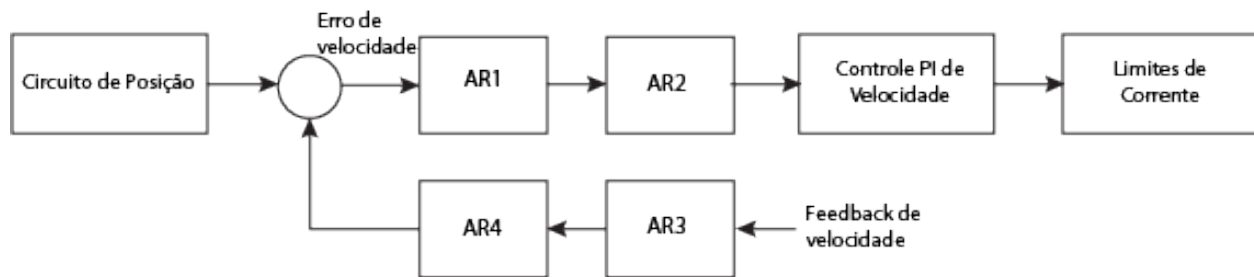 Circuito de Posição
Erro de
velocidade
AR1
AR2
Controle PI de
Velocidade
Limites de
Corrente
AR4
AR3
Feedback de
velocidade